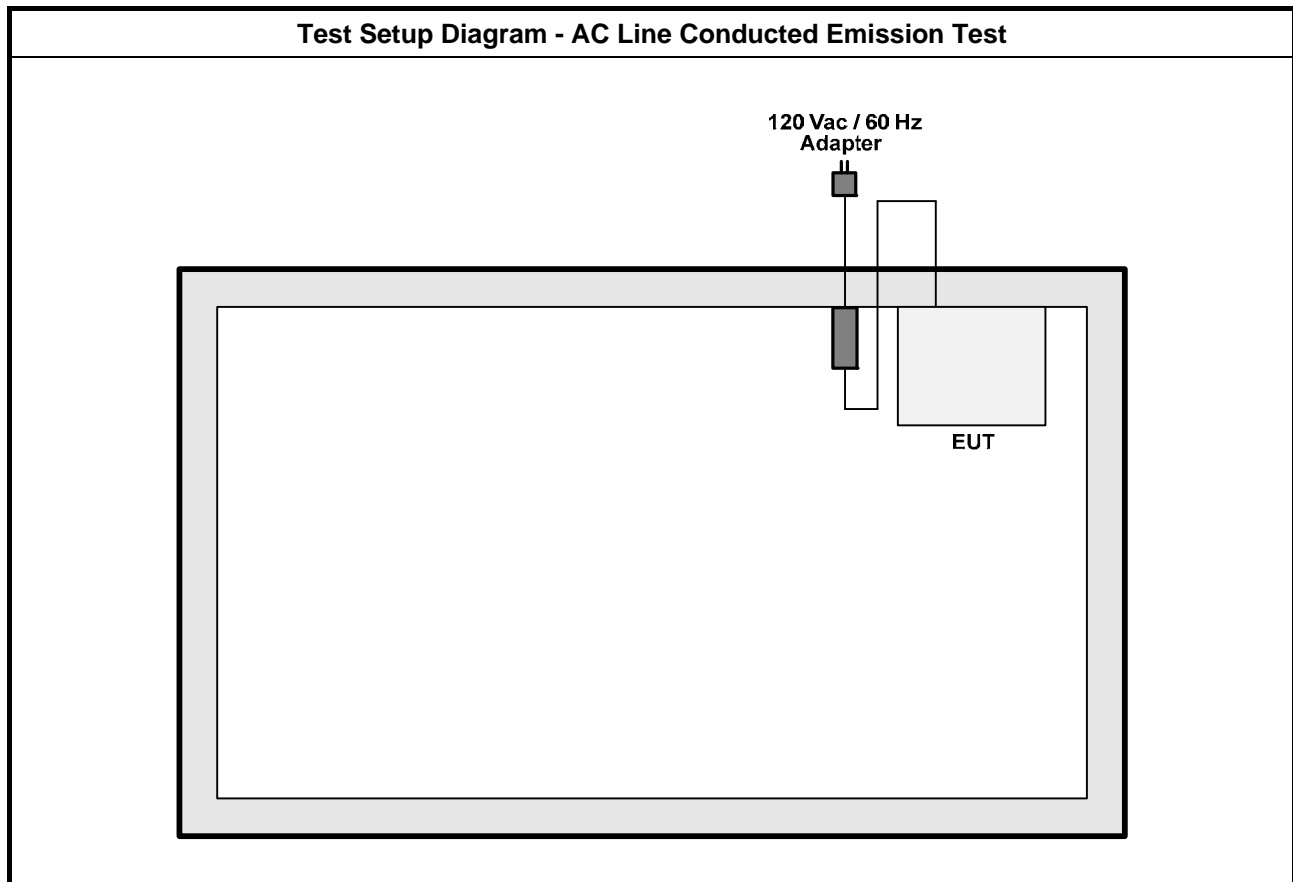 Test Setup Diagram - AC Line Conducted Emission Test
120 Vac / 60 Hz
Adapter
EUT